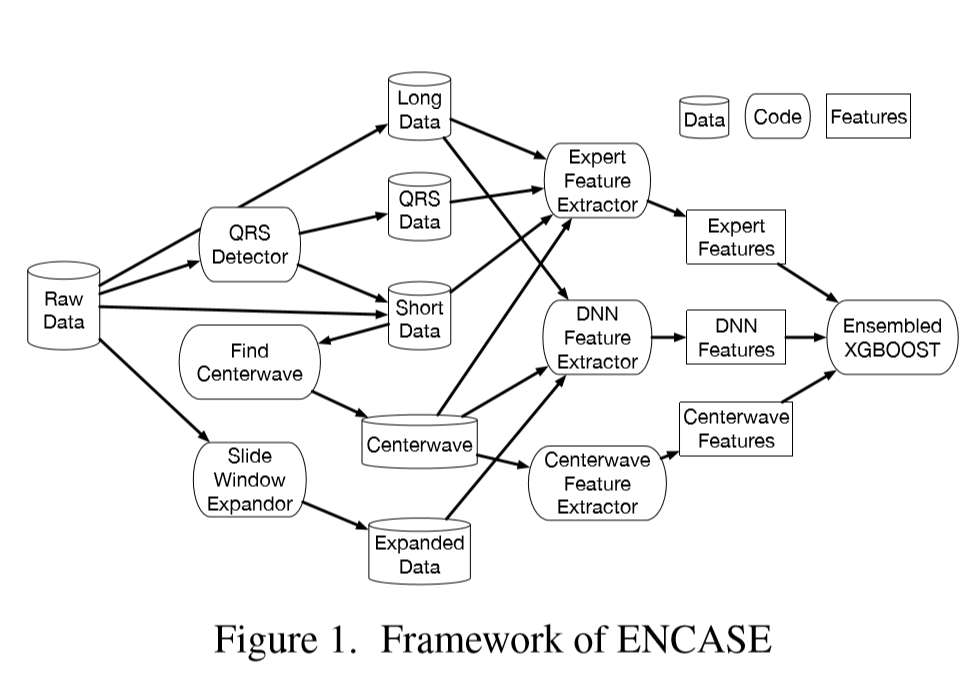 Long
Data
Data
Code
Features
Expert
Feature
Extractor
QRS
Data
QRS
Detector
Expert
Features
Raw
Data
Short
Data
DNN
Feature
Extractor
DNN
Features
Ensembled
XGBOOST
Find
Centerwave
Centerwave
Features
Centerwave
Slide
Window
Expandor
Centerwave
Feature
Extractor
Expanded
Data
Figure 1. Framework of ENCASE